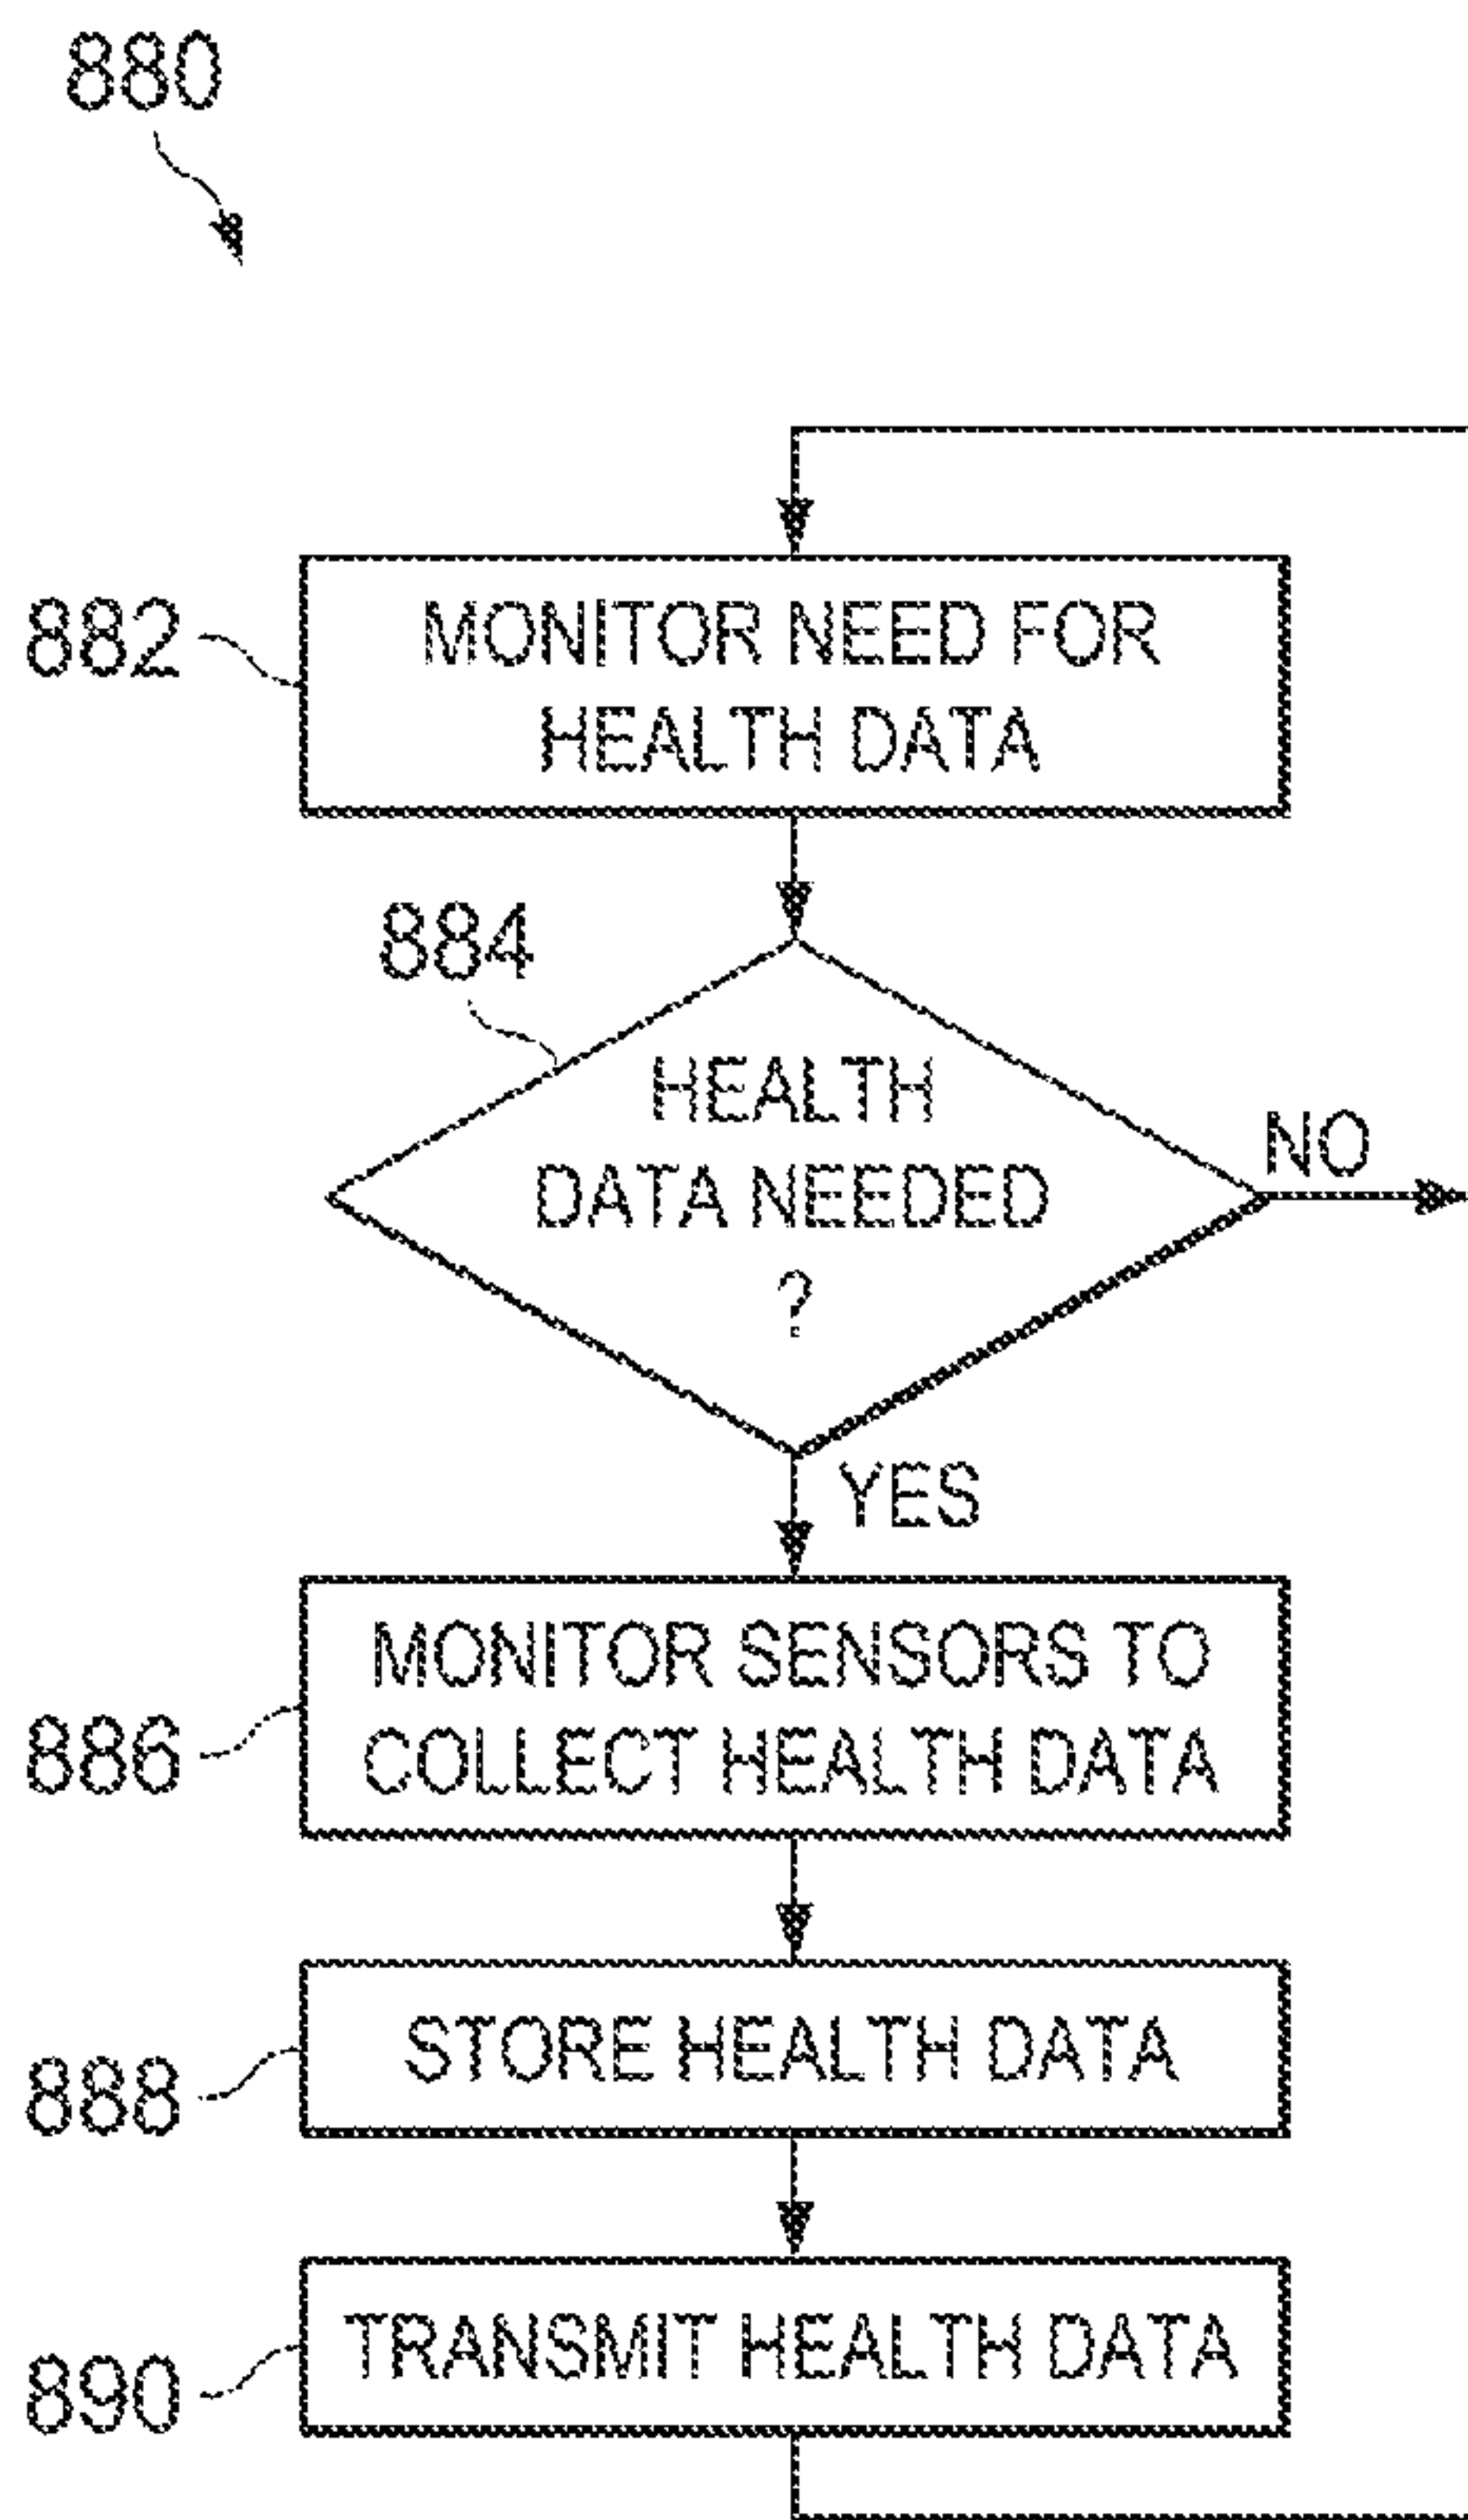 880
882
MONITOR NEED FOR
HEALTH DATA
884
HEALTH
DATA NEEDED
?
NO
YES
886
MONITOR SENSORS TO
COLLECT HEALTH DATA
888
STORE HEALTH DATA
890
TRANSMIT HEALTH DATA